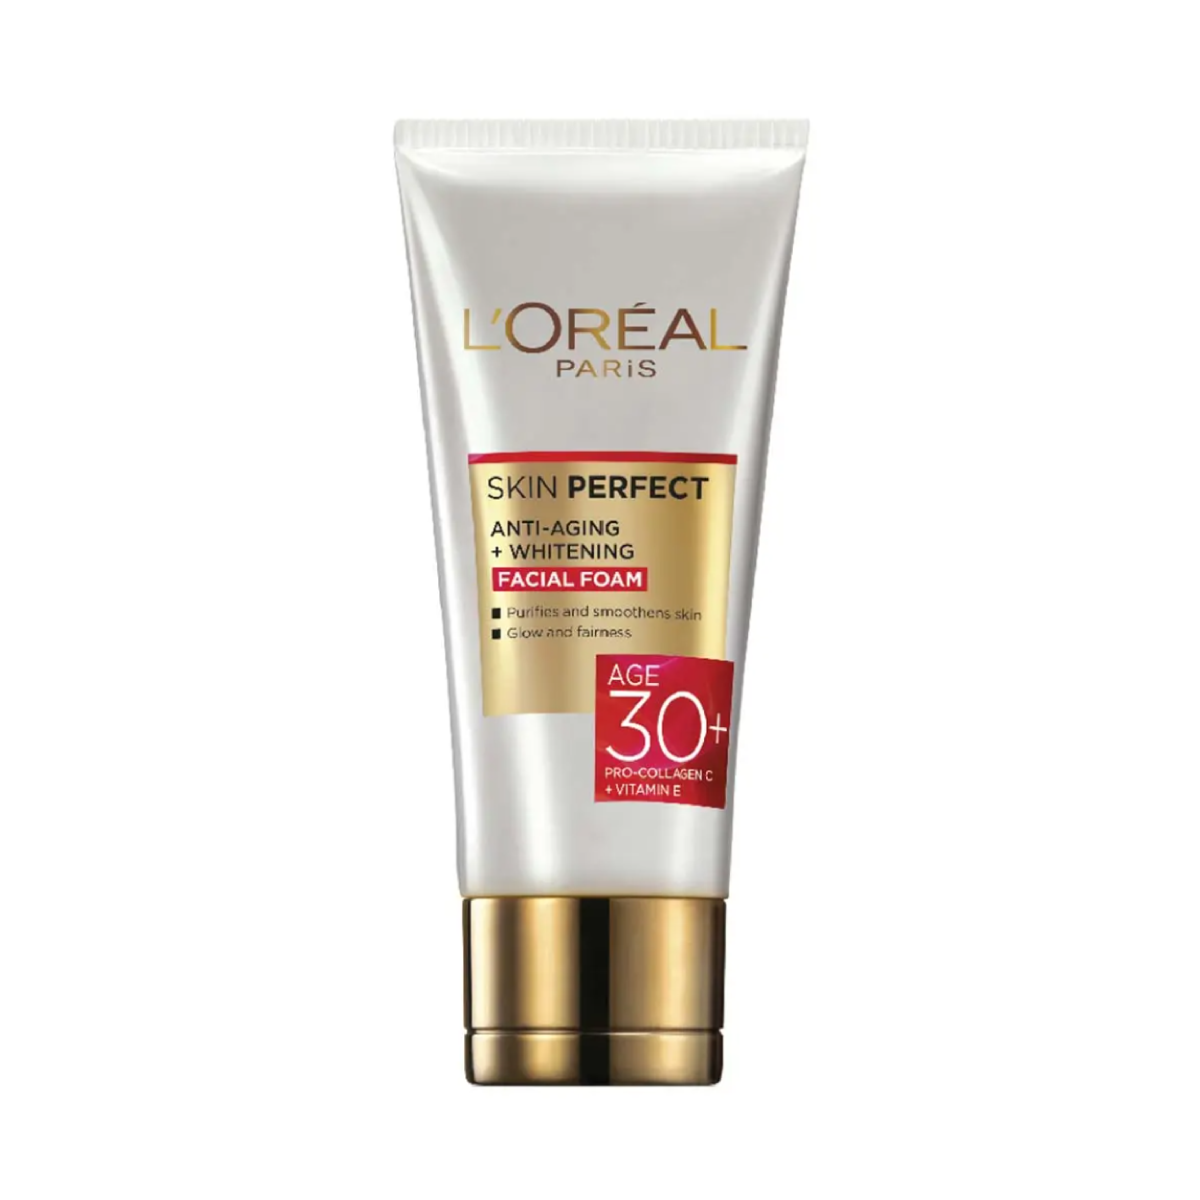 L'ORÉAL
PARiS
SKIN PERFECT
ANTI-AGING
+ WHITENING
FACIAL FOAM
■ Purifies and smoothens skin
■ Glow and fairness
AGE
30+
PRO-COLLAGEN C
+ VITAMIN E